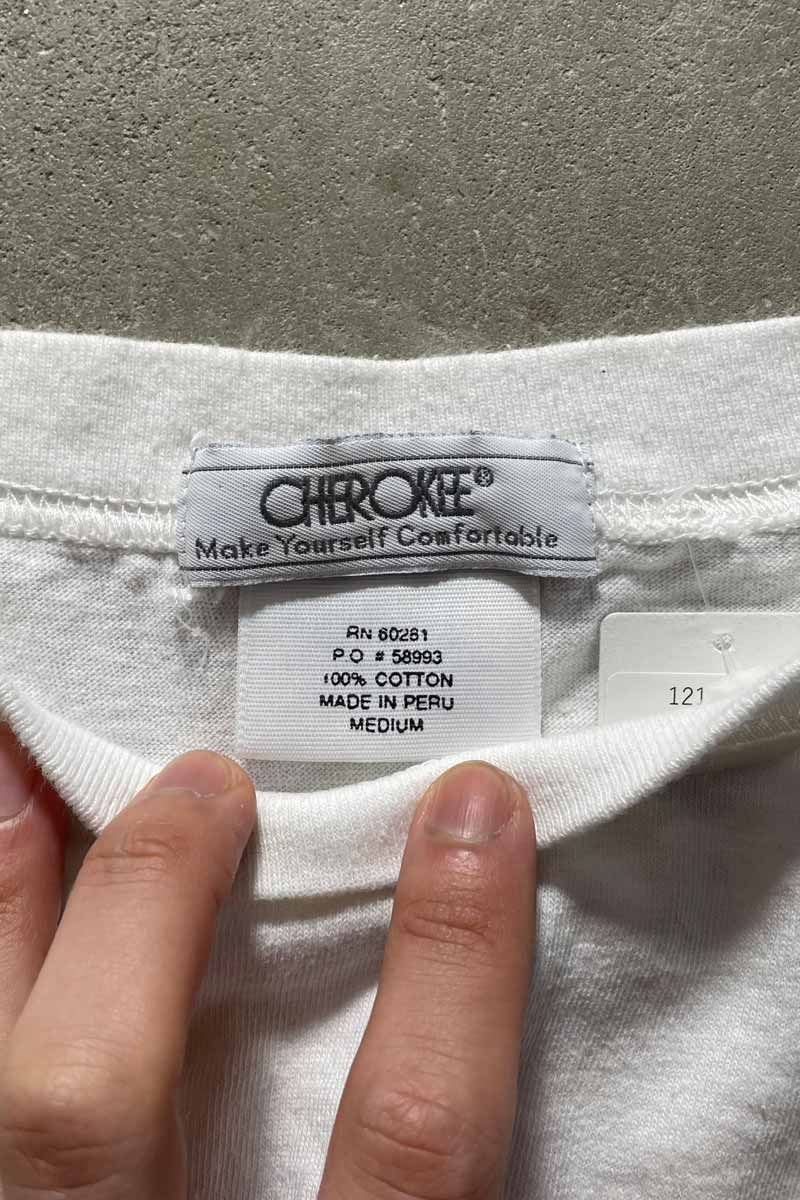 CHEROKEE®
Make Yourself Comfortable
RN 60281
P.O # 58993
100% COTTON
MADE IN PERU
MEDIUM
121